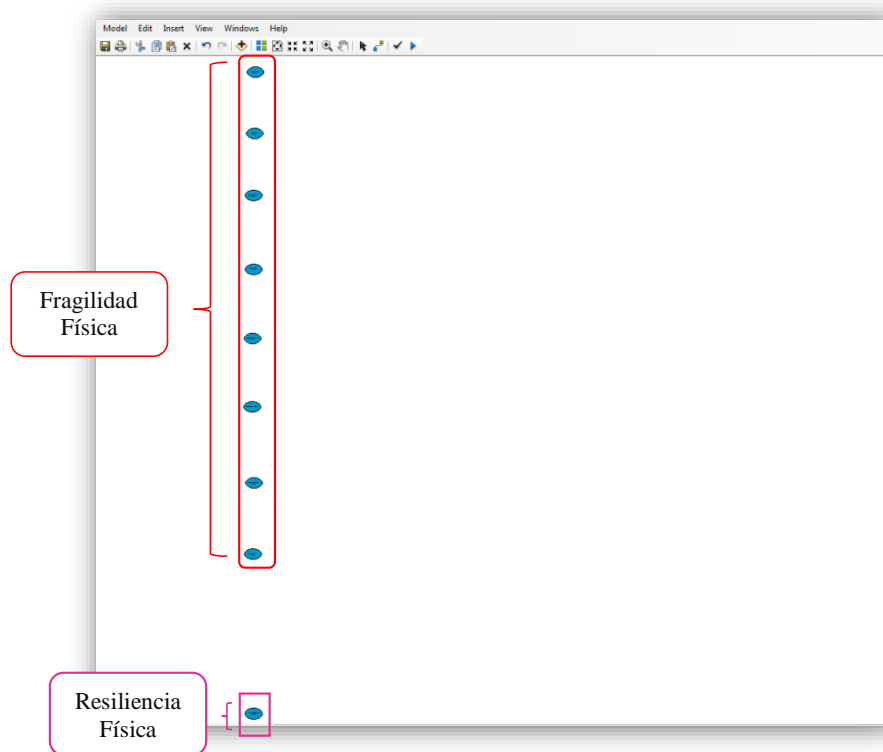 Model Edit Insert View Windows Help
Fragilidad
Física
Resiliencia
Física